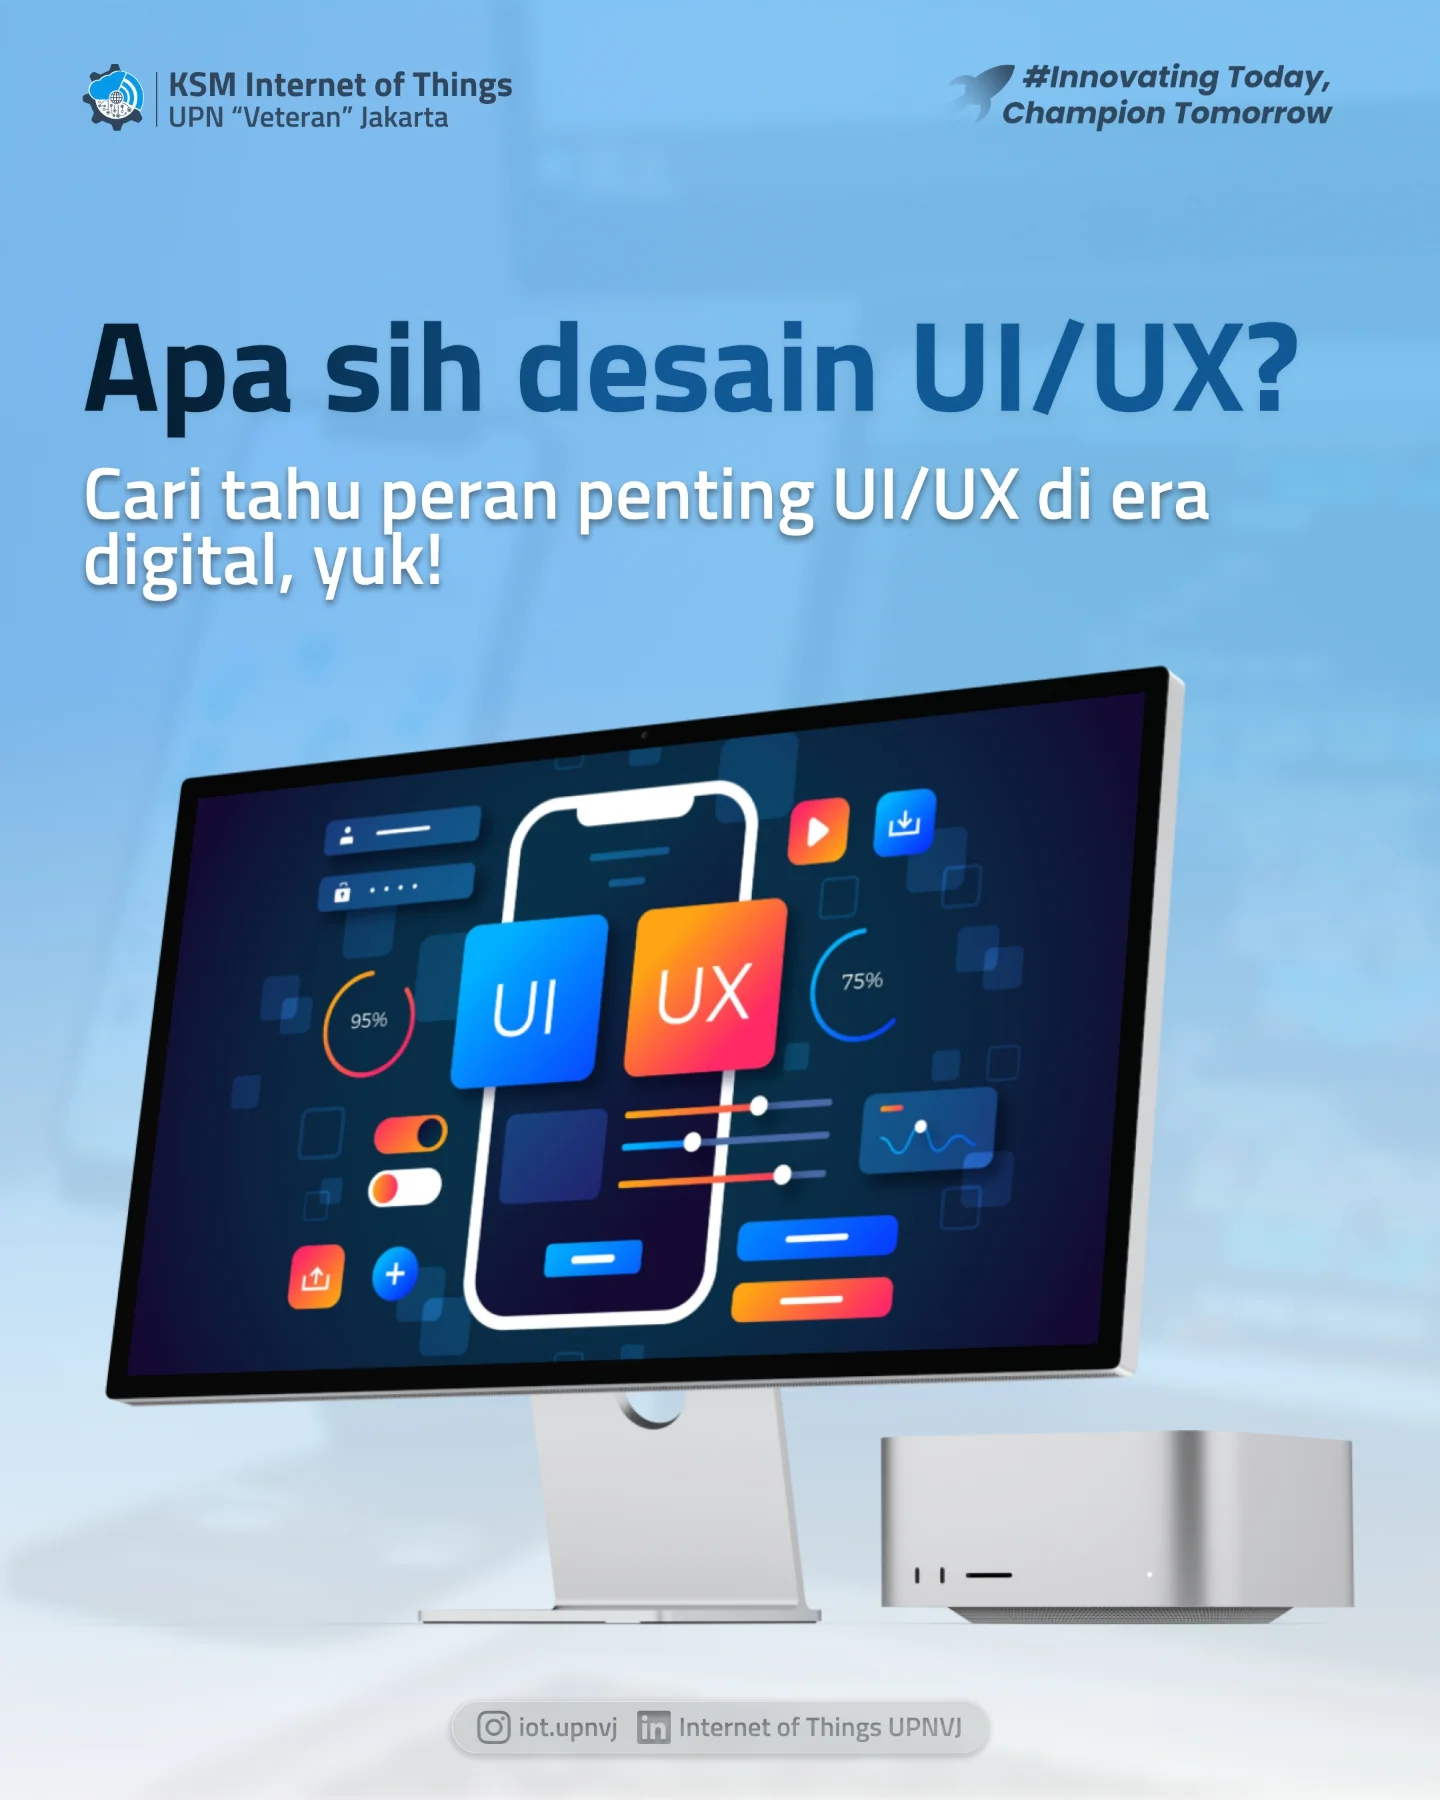 KSM Internet of Things
UPN “Veteran” Jakarta
#Innovating Today,
Champion Tomorrow
Apa sih desain UI/UX?
Cari tahu peran penting UI/UX di era
digital, yuk!
UI
UX
95%
75%
iot.upnvj
Internet of Things UPNVJ